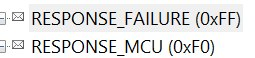 RESPONSE_FAILURE (0xFF)
RESPONSE_MCU (0xF0)